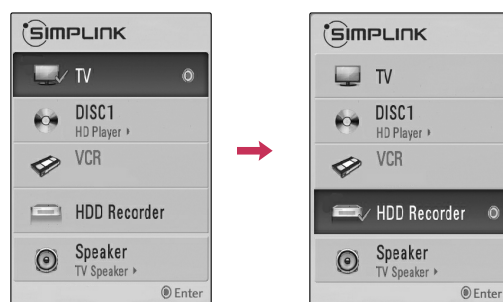 SIMPLINK
TV
DISC1
HD Player
VCR
HDD Recorder
Speaker
TV Speaker
Enter
SIMPLINK
TV
DISC1
HD Player
VCR
HDD Recorder
Speaker
TV Speaker
Enter